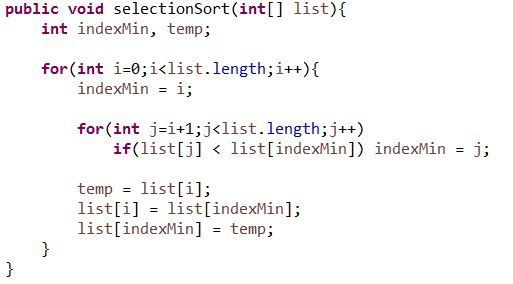 public void selectionSort(int[] list){
    int indexMin, temp;

    for(int i=0;i<list.length;i++){
        indexMin = i;

        for(int j=i+1;j<list.length;j++)
            if(list[j] < list[indexMin]) indexMin = j;

        temp = list[i];
        list[i] = list[indexMin];
        list[indexMin] = temp;
    }
}